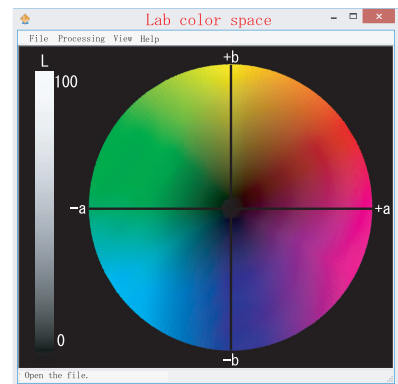 Lab color space
File Processing View Help
L
100
+b
-a
+a
0
-b
Open the file.